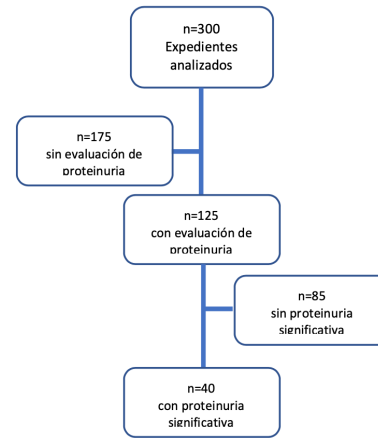 n=300
Expedientes
analizados
n=175
sin evaluación de
proteinuria
n=125
con evaluación de
proteinuria
n=85
sin proteinuria
significativa
n=40
con proteinuria
significativa